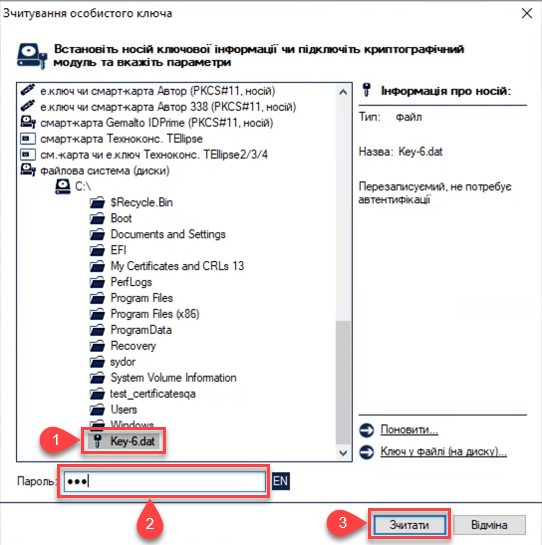 Зчитування особистого ключа
Встановіть носій ключової інформації чи підключіть криптографічний
модуль та вкажіть параметри
е.ключ чи смарт-карта Автор (PKCS#11, носій)
е.ключ чи смарт-карта Автор 338 (PKCS#11, носій)
смарт-карта Gemalto IDPrime (PKCS#11, носій)
смарт-карта Техноконс. TEllipse
см.-карта чи е.ключ Техноконс. TEllipse2/3/4
файлова система (диски)
C:\
$Recycle.Bin
Boot
Documents and Settings
EFI
My Certificates and CRLs 13
PerfLogs
Program Files
Program Files (x86)
ProgramData
Recovery
sydor
System Volume Information
test_certificatesqa
Users
Windows
1
Key-6.dat
Інформація про носій:
Тип: файл
Назва: Key-6.dat
Перезаписуємий, не потребує
автентифікації
Поновити...
Ключ у файлі (на диску)...
Пароль:
EN
2
3
Зчитати
Відміна